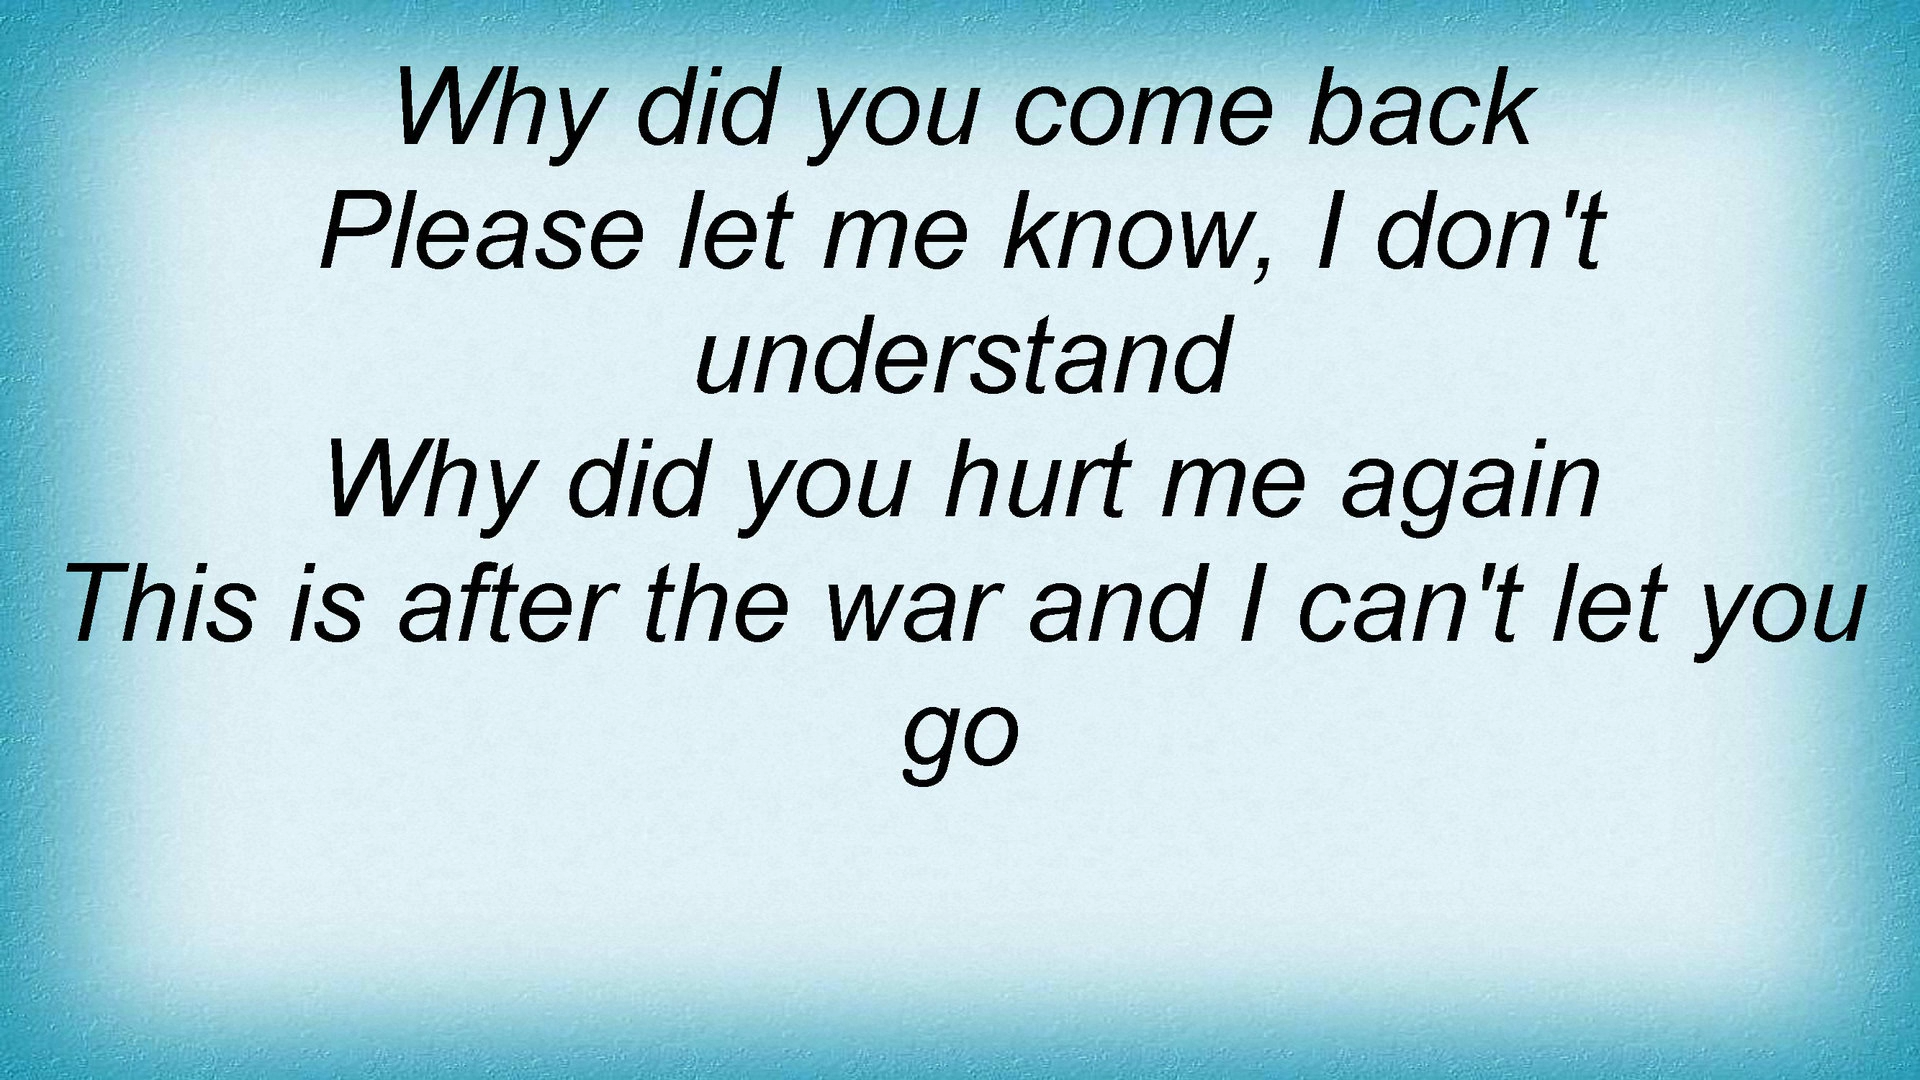 Why did you come back
Please let me know, I don't
understand
Why did you hurt me again
This is after the war and I can't let you
go